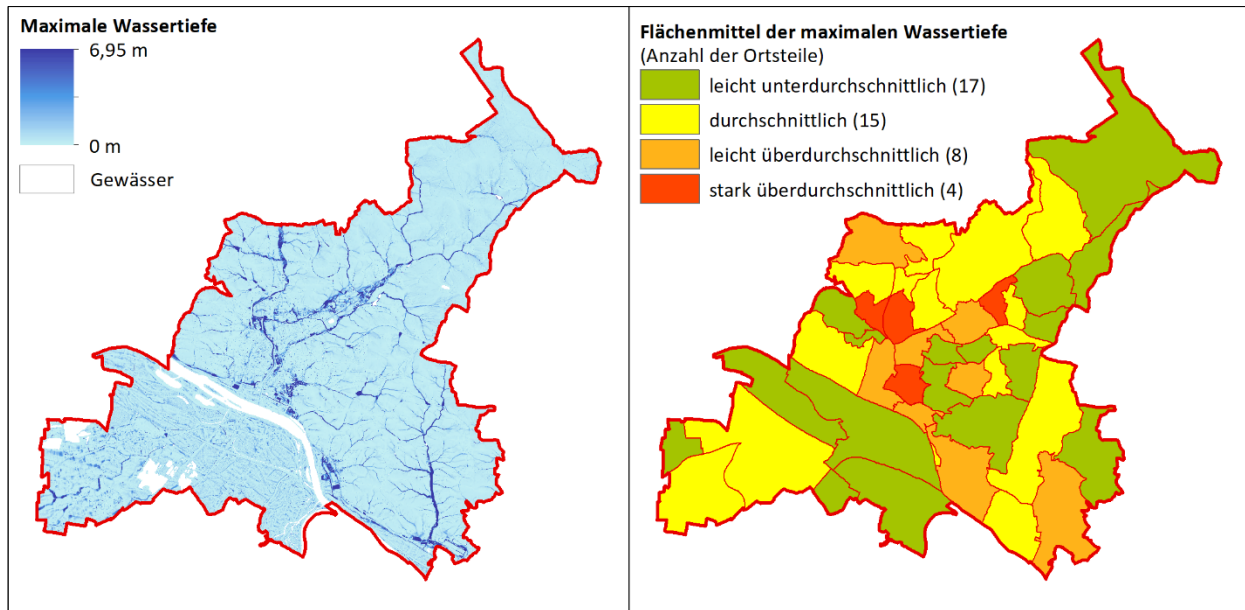 Maximale Wassertiefe
6,95 m
0 m
Gewässer
Flächenmittel der maximalen Wassertiefe
(Anzahl der Ortsteile)
leicht unterdurchschnittlich (17)
durchschnittlich (15)
leicht überdurchschnittlich (8)
stark überdurchschnittlich (4)